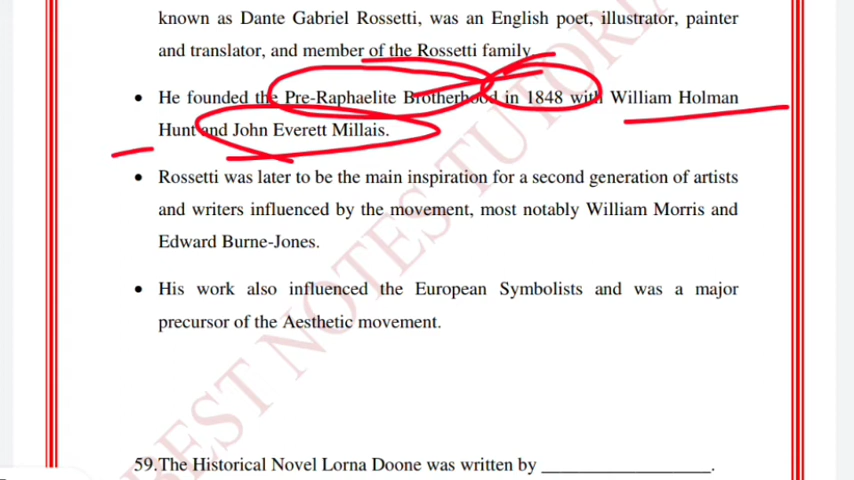 known as Dante Gabriel Rossetti, was an English poet, illustrator, painter
and translator, and member of the Rossetti family.
• He founded the Pre-Raphaelite Brotherhood in 1848 with William Holman
Hunt and John Everett Millais.
• Rossetti was later to be the main inspiration for a second generation of artists
and writers influenced by the movement, most notably William Morris and
Edward Burne-Jones.
• His work also influenced the European Symbolists and was a major
precursor of the Aesthetic movement.
59.The Historical Novel Lorna Doone was written by __________________.
BEST NOTES TUTORIA